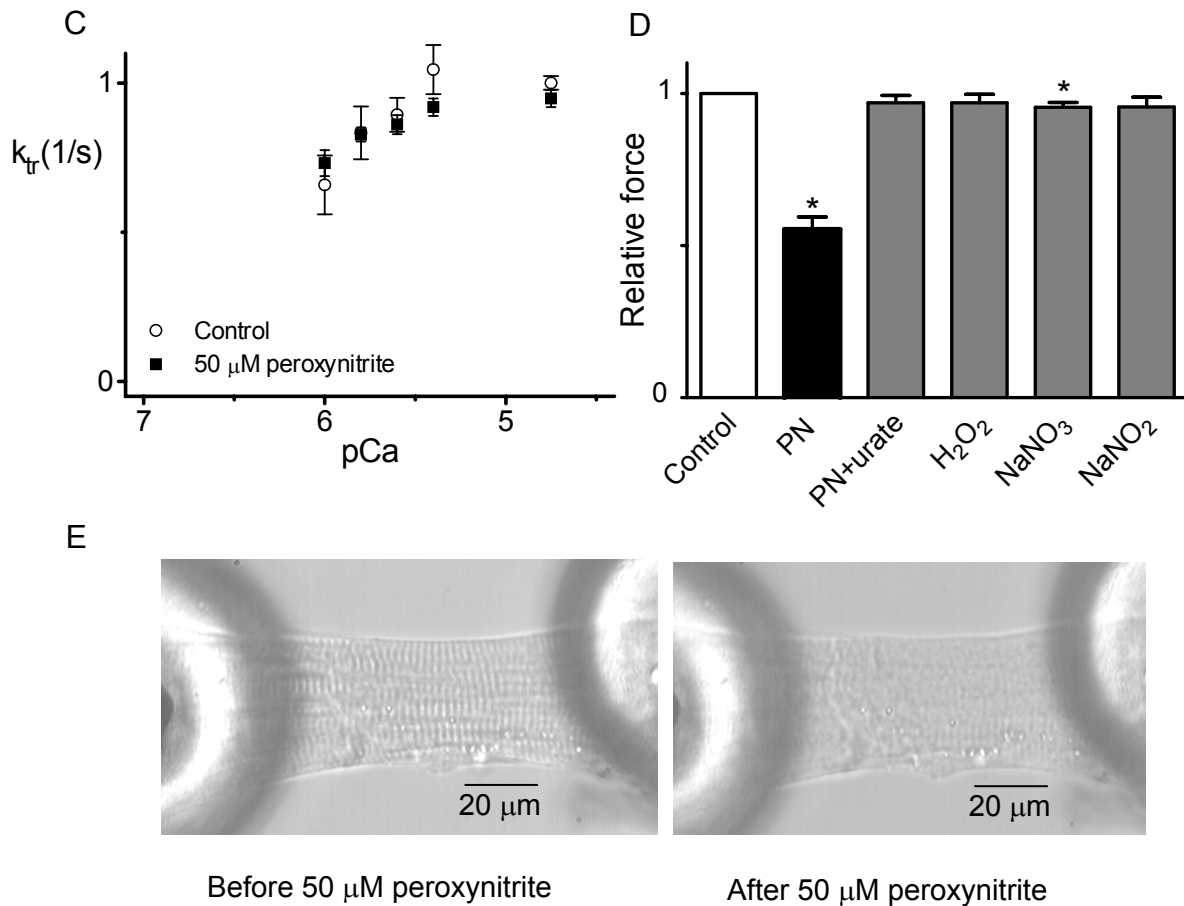 C
1
k_tr(1/s)
0
Control
50 μM peroxynitrite
7 6 5
pCa
D
1
*
*
Relative force
0
Control
PN
PN+urate
H₂O₂
NaNO₃
NaNO₂
E
20 μm
20 μm
Before 50 μM peroxynitrite
After 50 μM peroxynitrite